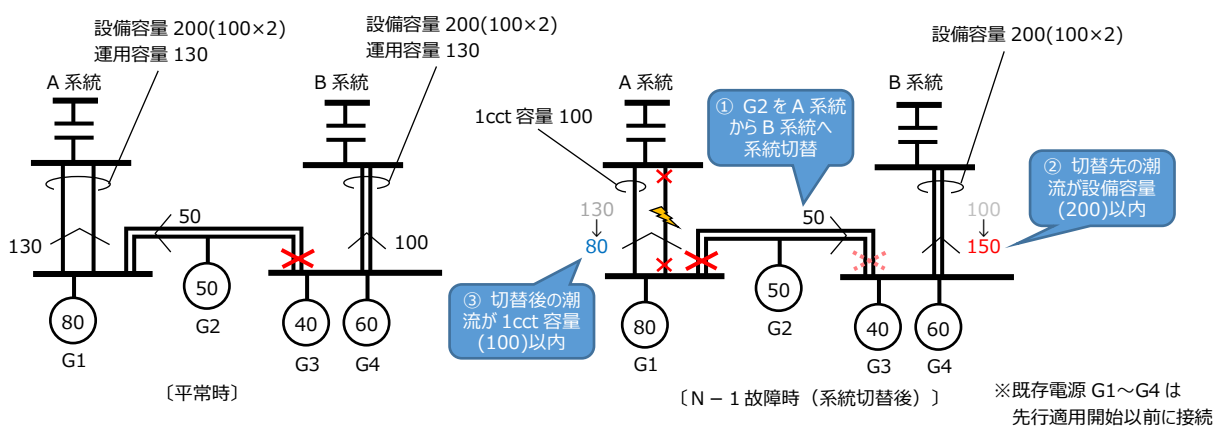 設備容量 200(100×2)
運用容量 130
A 系統
B 系統
設備容量 200(100×2)
運用容量 130
130
50
100
50
G2
80
G1
40
G3
60
G4
〔平常時〕
設備容量 200(100×2)
A 系統
B 系統
1cct 容量 100
① G2 を A 系統
から B 系統へ
系統切替
② 切替先の潮
流が設備容量
(200)以内
130
↓
80
50
100
↓
150
③ 切替後の潮
流が 1cct 容量
(100)以内
50
G2
80
G1
40
G3
60
G4
〔N－1 故障時（系統切替後）〕
※既存電源 G1～G4 は
先行適用開始以前に接続